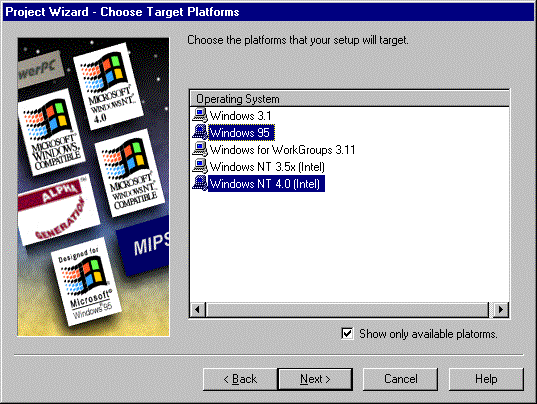 Project Wizard - Choose Target Platforms
Choose the platforms that your setup will target.
werPC
MICROSOFT
WINDOWS NT
4.0
MICROSOFT
WINDOWS
COMPATIBLE
MICROSOFT
WINDOWS NT
COMPATIBLE
ALPHA
GENERATION
MIPS
Designed for
Microsoft
Windows 95
Operating System
Windows 3.1
Windows 95
Windows for WorkGroups 3.11
Windows NT 3.5x (Intel)
Windows NT 4.0 (Intel)
Show only available platorms.
< Back
Next >
Cancel
Help